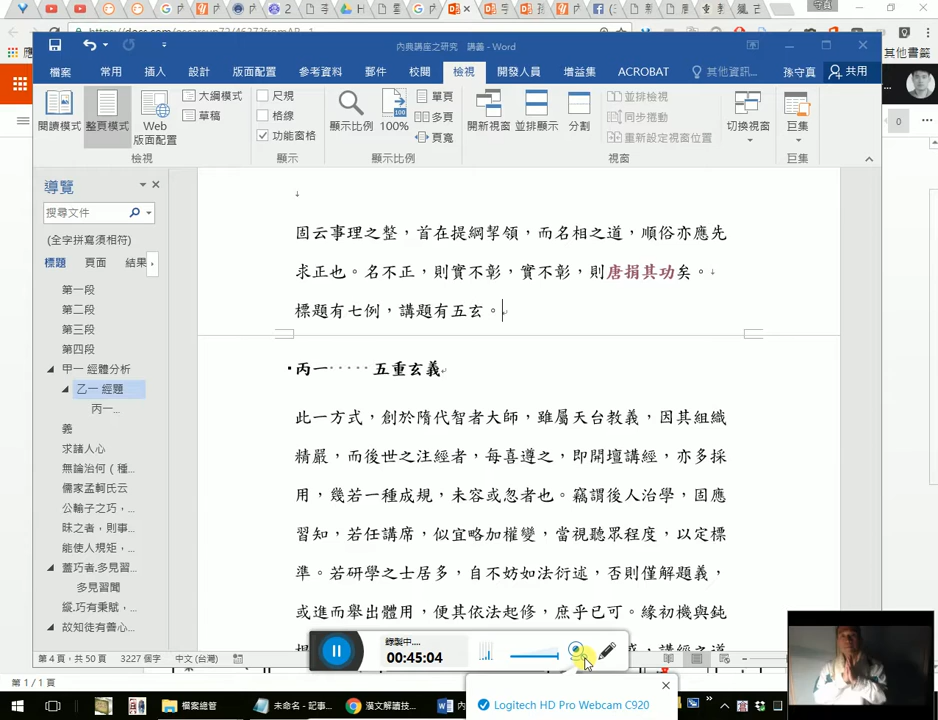 內典講座之研究 講義 - Word
檔案 常用 插入 設計 版面配置 參考資料 郵件 校閱 檢視 開發人員 增益集 ACROBAT 其他資訊... 孫守真 共用
其他書籤
閱讀模式 整頁模式 Web 版面配置 大綱模式 草稿
檢視
尺規
格線
功能窗格
顯示
顯示比例 100% 單頁 多頁 頁寬
顯示比例
開新視窗 並排顯示 分割 並排檢視 同步捲動 重新設定視窗位置 切換視窗
視窗
巨集
巨集
導覽
搜尋文件
(全字拼寫須相符)
標題 頁面 結果
第一段
第二段
第三段
第四段
甲一 經體分析
乙一 經題
丙一...
義
求諸人心
無論治何（種...
儒家孟軻氏云
公輸子之巧，...
昧之者，則事...
能使人規矩，...
蓋巧者.多見習...
多見習聞
縱.巧有秉賦，...
故知徒有善心...
固云事理之整，首在提綱挈領，而名相之道，順俗亦應先
求正也。名不正，則實不彰，實不彰，則唐捐其功矣。
標題有七例，講題有五玄。
丙一 五重玄義
此一方式，創於隋代智者大師，雖屬天台教義，因其組織
精嚴，而後世之注經者，每喜遵之，即開壇講經，亦多採
用，幾若一種成規，未容或忽者也。竊謂後人治學，固應
習知，若任講席，似宜略加權變，當視聽眾程度，以定標
準。若研學之士居多，自不妨如法衍述，否則僅解題義，
或進而舉出體用，便其依法起修，庶乎已可。緣初機與鈍
錄製中....
00:45:04
Logitech HD Pro Webcam C920
第 4 頁，共 50 頁 3227 個字 中文 (台灣)
第 1 / 1 頁
檔案總管 未命名 - 記事... 漢文解讀技...